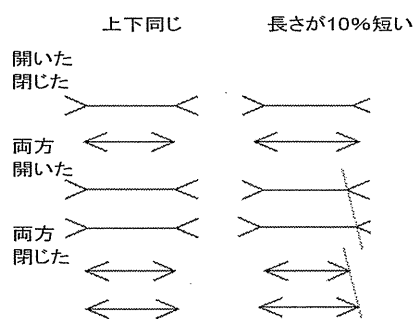 上下同じ
長さが10%短い
開いた
閉じた
両方
開いた
両方
閉じた